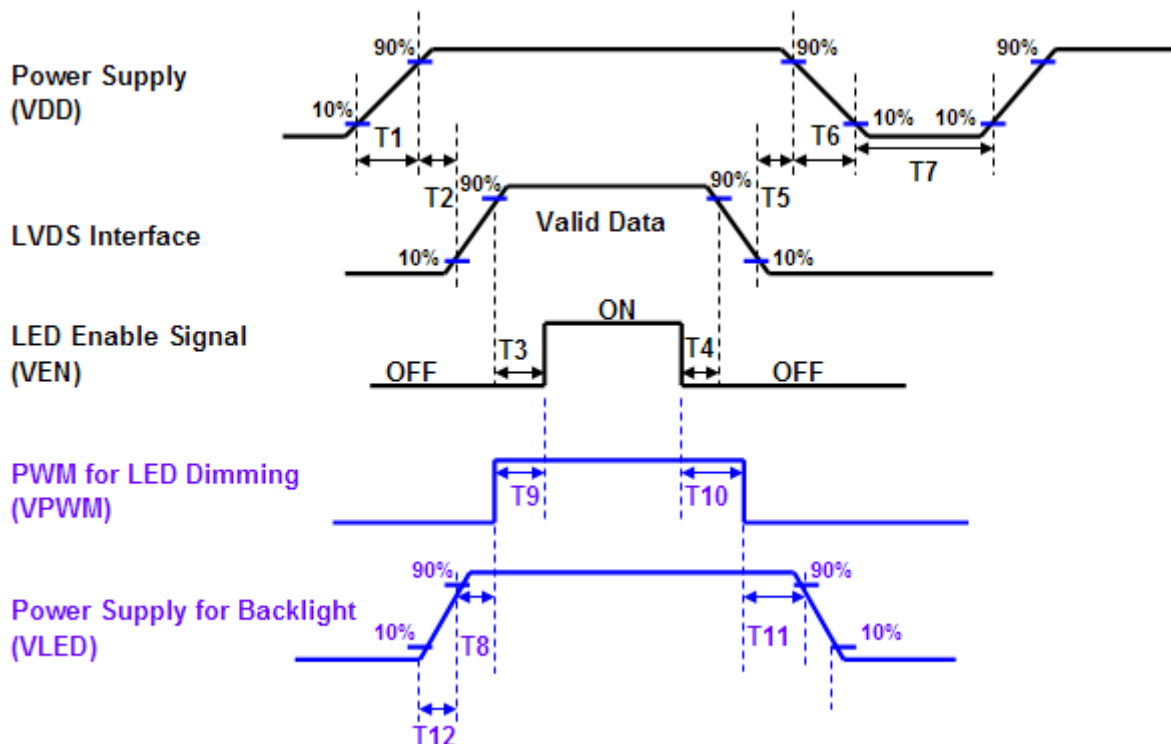 90% 90% 90%
Power Supply
(VDD)
10% 10% 10%
T1 T6 T7
T2 90% 90% T5
Valid Data
LVDS Interface
10% 10%
ON
LED Enable Signal
(VEN)
T3 T4
OFF OFF
PWM for LED Dimming
(VPWM)
T9 T10
90% 90%
Power Supply for Backlight
(VLED)
10% T8 T11 10%
T12